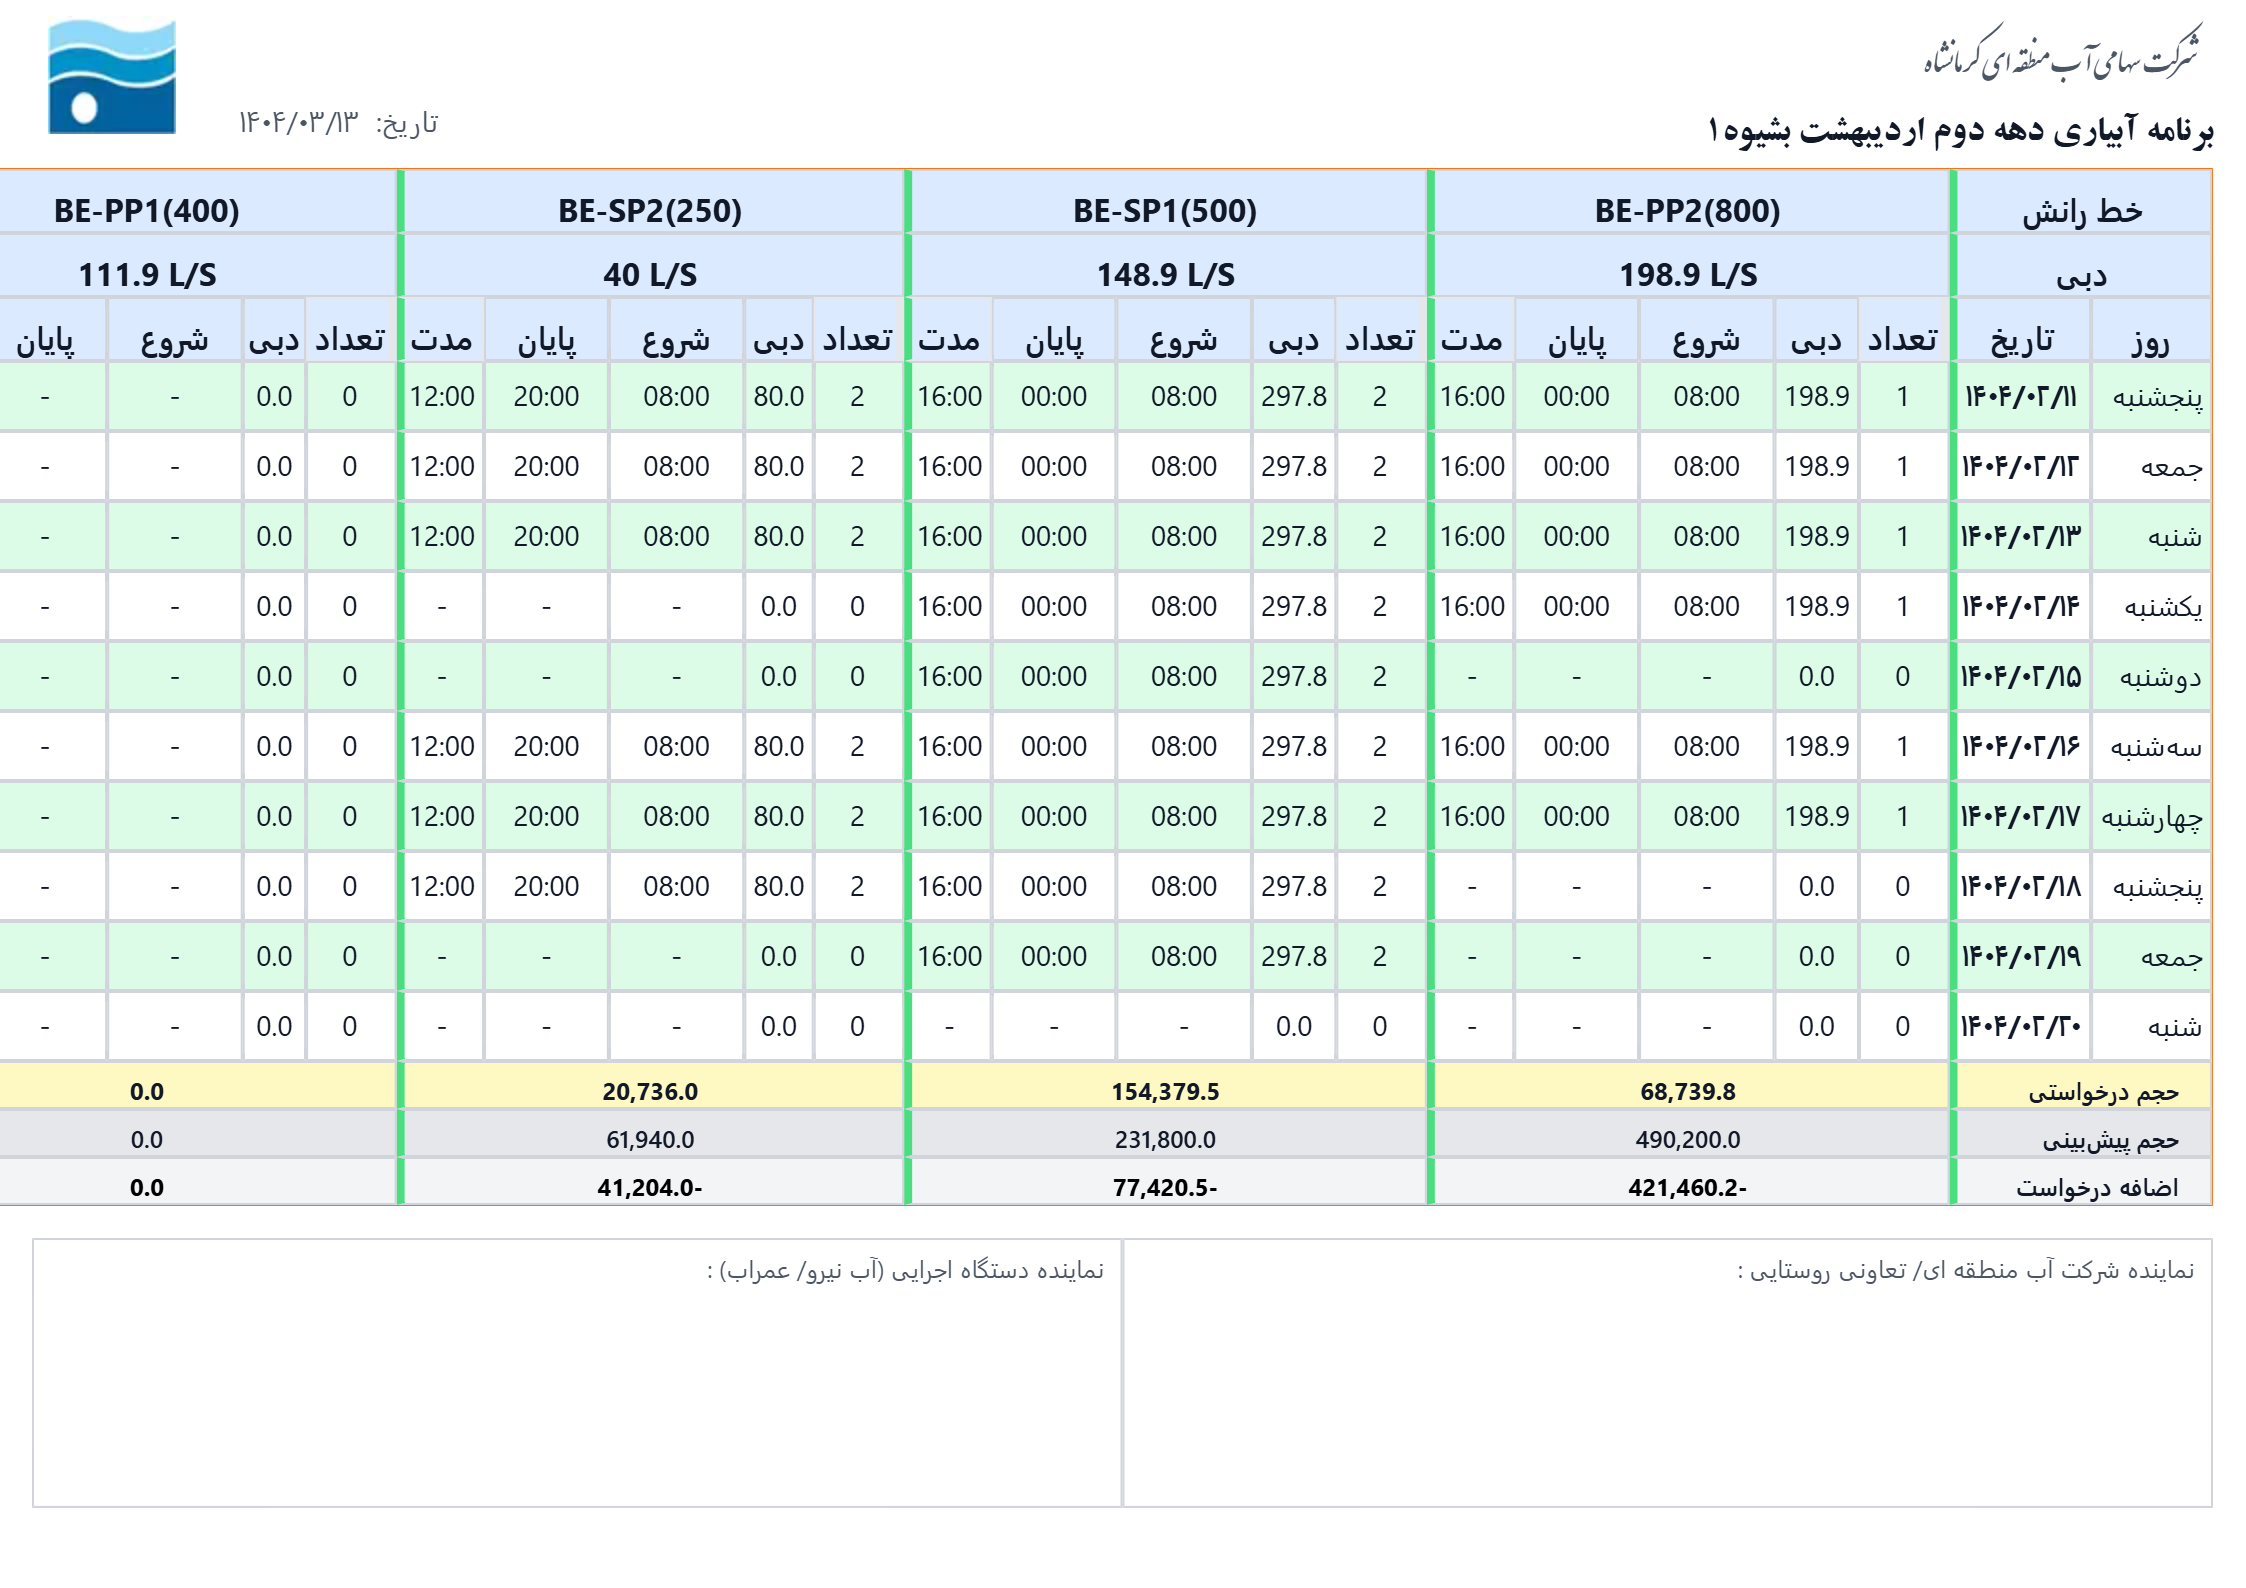 شرکت سهامی آب منطقه ای کرمانشاه
برنامه آبیاری دهه دوم اردیبهشت بشیوه ۱
تاریخ: ۱۴۰۴/۰۳/۱۳
خط رانش BE-PP2(800) BE-SP1(500) BE-SP2(250) BE-PP1(400)
دبی 198.9 L/S 148.9 L/S 40 L/S 111.9 L/S
روز تاریخ تعداد دبی شروع پایان مدت تعداد دبی شروع پایان مدت تعداد دبی شروع پایان مدت تعداد دبی شروع پایان
پنجشنبه ۱۴۰۴/۰۲/۱۱ 1 198.9 08:00 00:00 16:00 2 297.8 08:00 00:00 16:00 2 80.0 08:00 20:00 12:00 0 0.0 - -
جمعه ۱۴۰۴/۰۲/۱۲ 1 198.9 08:00 00:00 16:00 2 297.8 08:00 00:00 16:00 2 80.0 08:00 20:00 12:00 0 0.0 - -
شنبه ۱۴۰۴/۰۲/۱۳ 1 198.9 08:00 00:00 16:00 2 297.8 08:00 00:00 16:00 2 80.0 08:00 20:00 12:00 0 0.0 - -
یکشنبه ۱۴۰۴/۰۲/۱۴ 1 198.9 08:00 00:00 16:00 2 297.8 08:00 00:00 16:00 0 0.0 - - - 0 0.0 - -
دوشنبه ۱۴۰۴/۰۲/۱۵ 0 0.0 - - - 2 297.8 08:00 00:00 16:00 0 0.0 - - - 0 0.0 - -
سه‌شنبه ۱۴۰۴/۰۲/۱۶ 1 198.9 08:00 00:00 16:00 2 297.8 08:00 00:00 16:00 2 80.0 08:00 20:00 12:00 0 0.0 - -
چهارشنبه ۱۴۰۴/۰۲/۱۷ 1 198.9 08:00 00:00 16:00 2 297.8 08:00 00:00 16:00 2 80.0 08:00 20:00 12:00 0 0.0 - -
پنجشنبه ۱۴۰۴/۰۲/۱۸ 0 0.0 - - - 2 297.8 08:00 00:00 16:00 2 80.0 08:00 20:00 12:00 0 0.0 - -
جمعه ۱۴۰۴/۰۲/۱۹ 0 0.0 - - - 2 297.8 08:00 00:00 16:00 0 0.0 - - - 0 0.0 - -
شنبه ۱۴۰۴/۰۲/۲۰ 0 0.0 - - - 0 0.0 - - - 0 0.0 - - - 0 0.0 - -
حجم درخواستی 68,739.8 154,379.5 20,736.0 0.0
حجم پیش‌بینی 490,200.0 231,800.0 61,940.0 0.0
اضافه درخواست 421,460.2- 77,420.5- 41,204.0- 0.0
نماینده شرکت آب منطقه ای/ تعاونی روستایی :
نماینده دستگاه اجرایی (آب نیرو/ عمراب) :